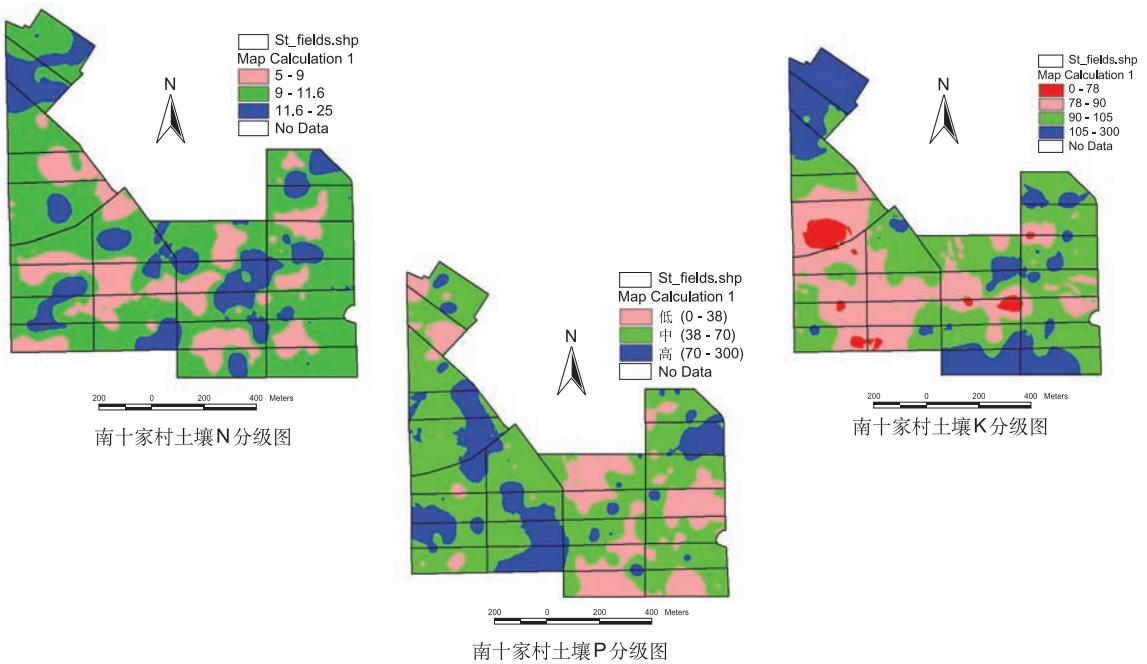 St_fields.shp
Map Calculation 1
5 - 9
9 - 11.6
11.6 - 25
No Data
N
200 0 200 400 Meters
南十家村土壤N分级图
St_fields.shp
Map Calculation 1
低 (0 - 38)
中 (38 - 70)
高 (70 - 300)
No Data
N
200 0 200 400 Meters
南十家村土壤P分级图
St_fields.shp
Map Calculation 1
0 - 78
78 - 90
90 - 105
105 - 300
No Data
N
200 0 200 400 Meters
南十家村土壤K分级图